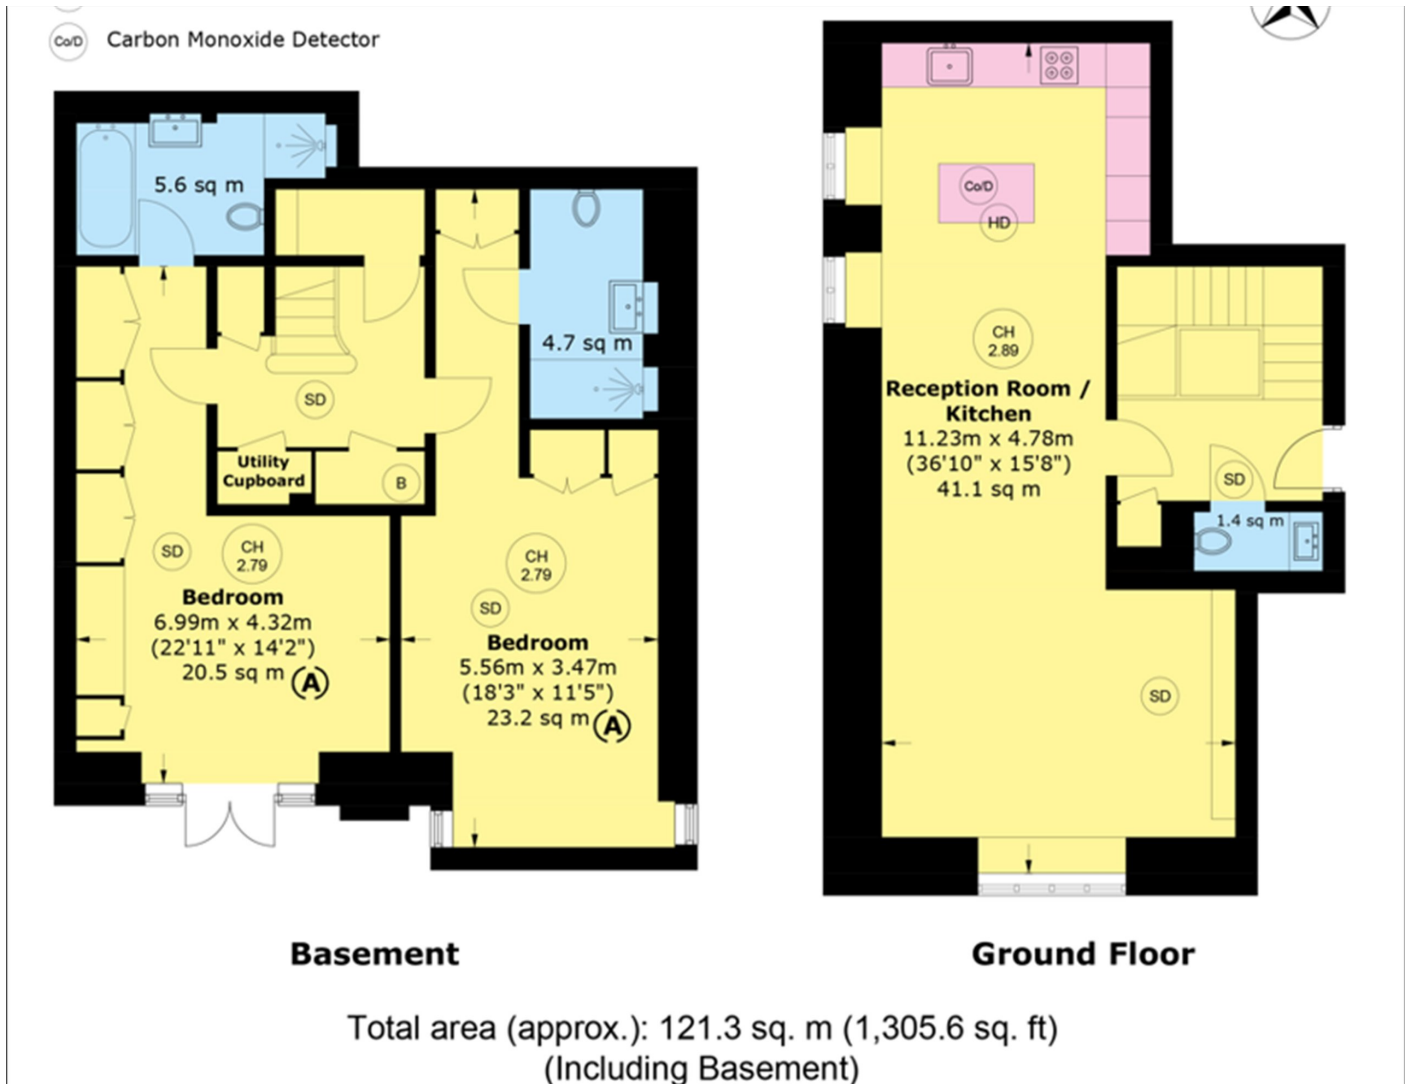 Co/D Carbon Monoxide Detector
5.6 sq m
4.7 sq m
SD
Utility
Cupboard
B
SD
CH
2.79
Bedroom
6.99m x 4.32m
(22'11" x 14'2")
20.5 sq m (A)
CH
2.79
SD
Bedroom
5.56m x 3.47m
(18'3" x 11'5")
23.2 sq m (A)
Basement
Co/D
HD
CH
2.89
Reception Room /
Kitchen
11.23m x 4.78m
(36'10" x 15'8")
41.1 sq m
SD
1.4 sq m
SD
Ground Floor
Total area (approx.): 121.3 sq. m (1,305.6 sq. ft)
(Including Basement)